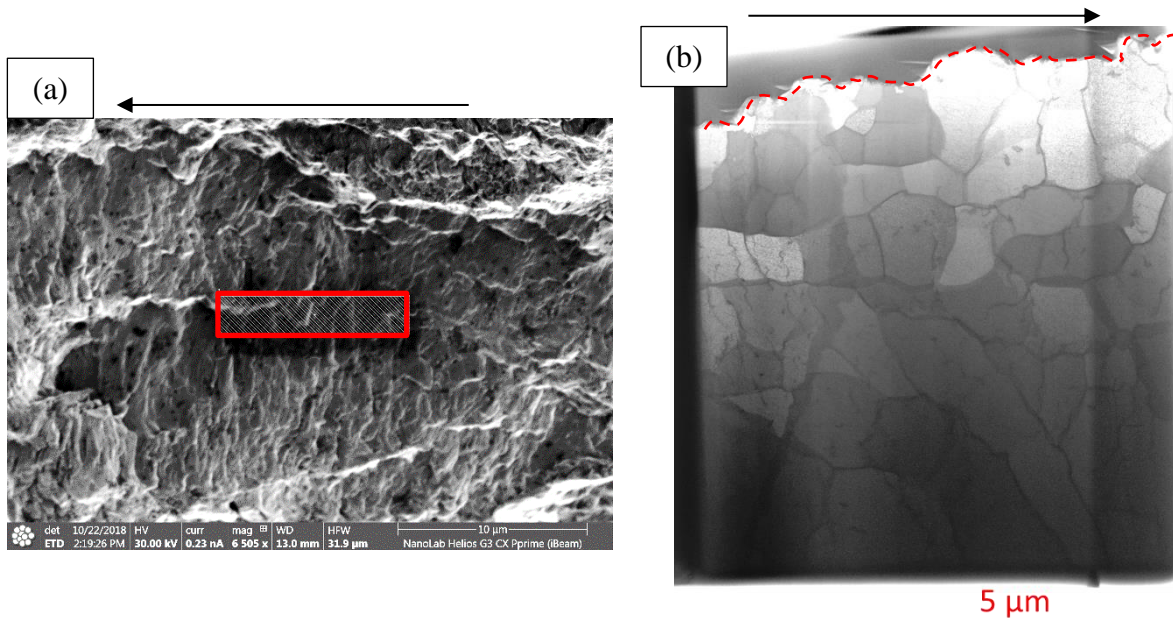 (a)
(b)
det 10/22/2018 HV curr mag ⊞ WD HFW 10 µm
ETD 2:19:26 PM 30.00 kV 0.23 nA 6 505 x 13.0 mm 31.9 µm NanoLab Helios G3 CX Pprime (iBeam)
5 µm